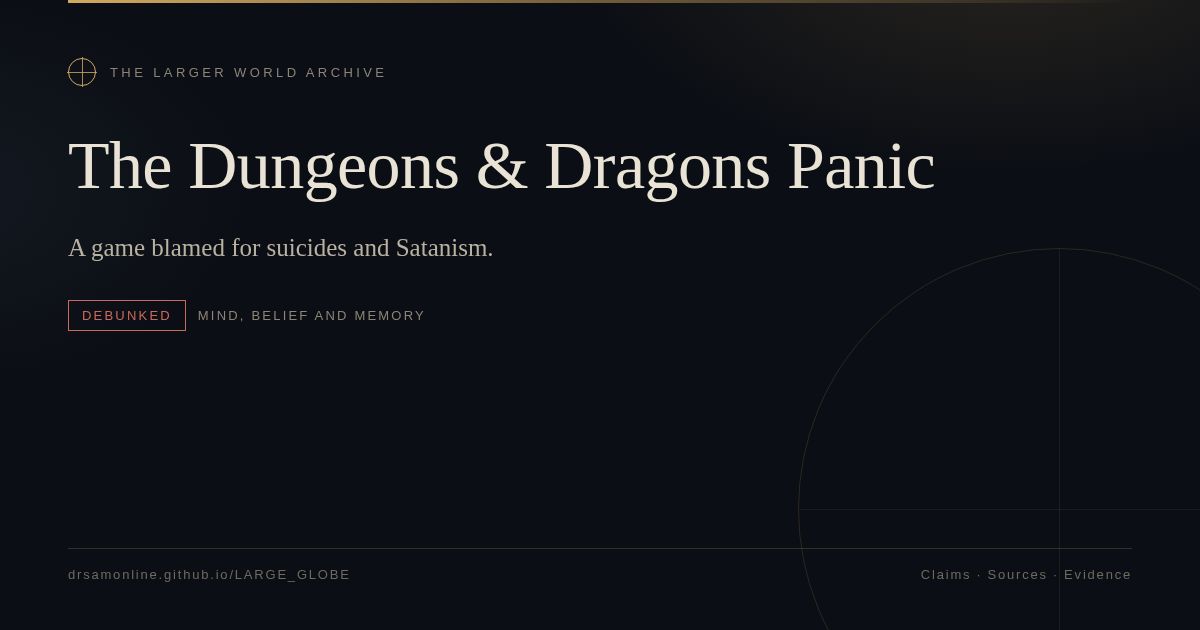 THE LARGER WORLD ARCHIVE
The Dungeons & Dragons Panic
A game blamed for suicides and Satanism.
DEBUNKED MIND, BELIEF AND MEMORY
drsamonline.github.io/LARGE_GLOBE Claims · Sources · Evidence